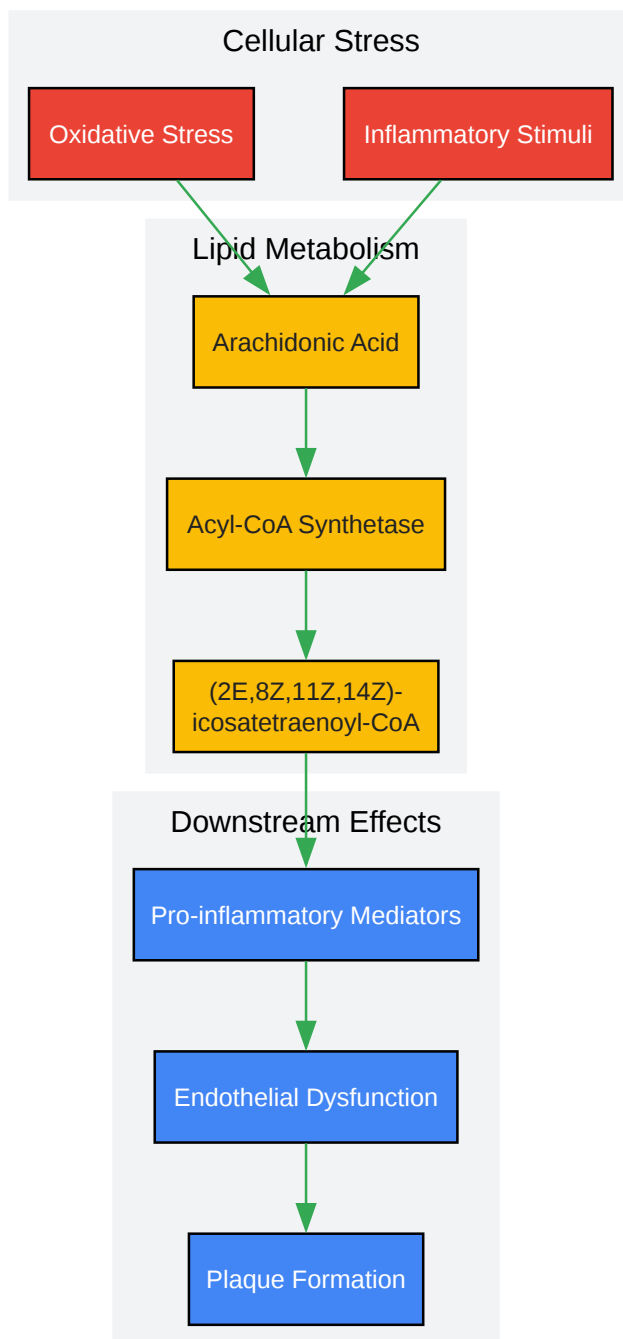 Cellular Stress
Oxidative Stress
Inflammatory Stimuli
Lipid Metabolism
Arachidonic Acid
Acyl-CoA Synthetase
(2E,8Z,11Z,14Z)-
icosatetraenoyl-CoA
Downstream Effects
Pro-inflammatory Mediators
Endothelial Dysfunction
Plaque Formation